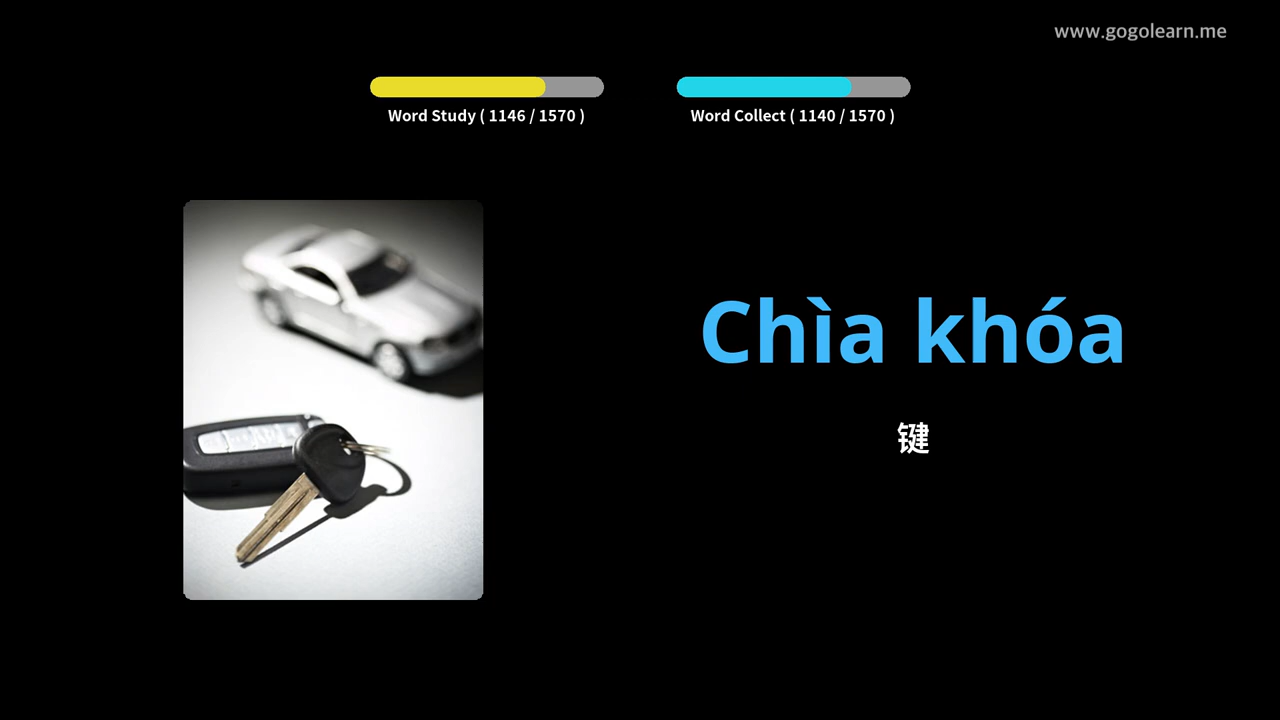 www.gogolearn.me
Word Study ( 1146 / 1570 )
Word Collect ( 1140 / 1570 )
Chìa khóa
键